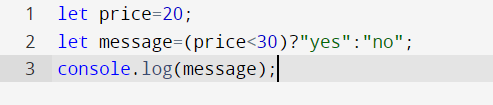 1 let price=20;
2 let message=(price<30)?"yes":"no";
3 console.log(message);